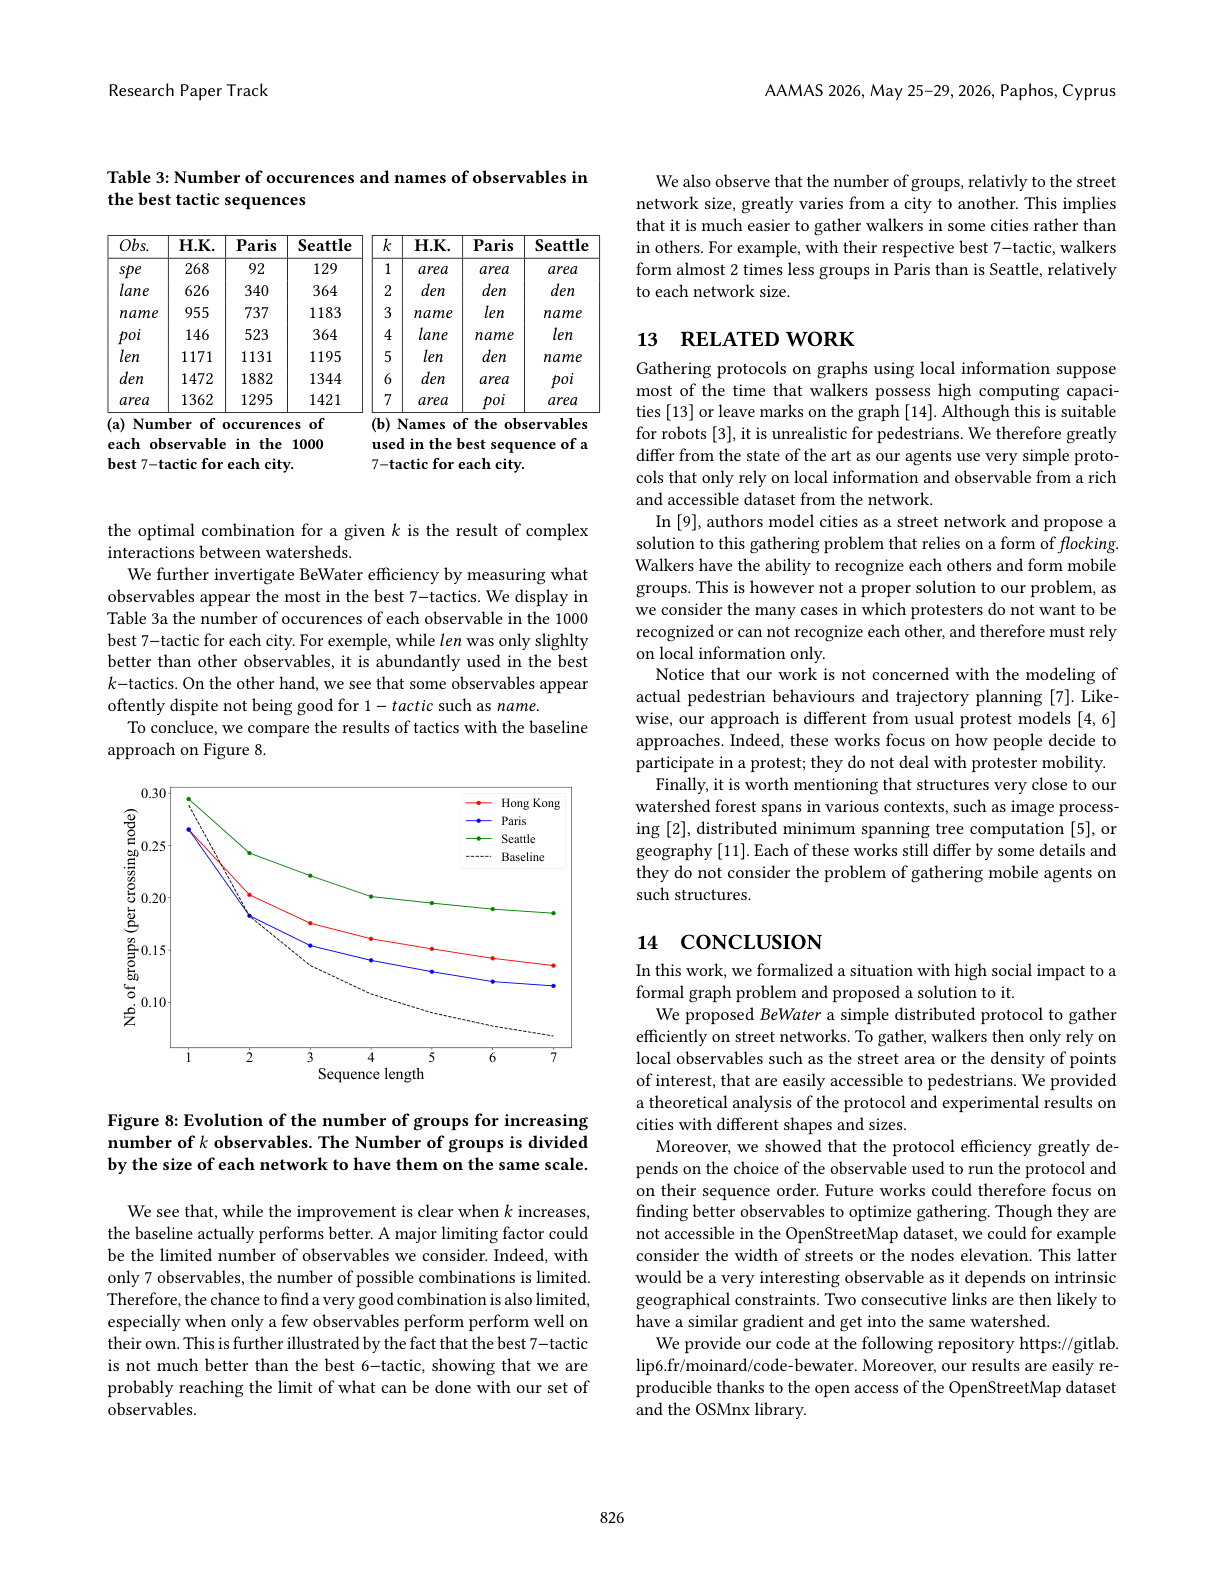 Research Paper Track
AAMAS 2026, May 25–29, 2026, Paphos, Cyprus
Table 3: Number of occurences and names of observables in
the best tactic sequences
Obs. H.K. Paris Seattle
spe 268 92 129
lane 626 340 364
name 955 737 1183
poi 146 523 364
len 1171 1131 1195
den 1472 1882 1344
area 1362 1295 1421
(a) Number of occurences of
each observable in the 1000
best 7−tactic for each city.
k H.K. Paris Seattle
1 area area area
2 den den den
3 name len name
4 lane name len
5 len den name
6 den area poi
7 area poi area
(b) Names of the observables
used in the best sequence of a
7−tactic for each city.
the optimal combination for a given k is the result of complex
interactions between watersheds.
We further invertigate BeWater efficiency by measuring what
observables appear the most in the best 7−tactics. We display in
Table 3a the number of occurences of each observable in the 1000
best 7−tactic for each city. For exemple, while len was only slighlty
better than other observables, it is abundantly used in the best
k−tactics. On the other hand, we see that some observables appear
oftently dispite not being good for 1 − tactic such as name.
To concluce, we compare the results of tactics with the baseline
approach on Figure 8.
Nb. of groups (per crossing node)
0.30
0.25
0.20
0.15
0.10
Hong Kong
Paris
Seattle
Baseline
1 2 3 4 5 6 7
Sequence length
Figure 8: Evolution of the number of groups for increasing
number of k observables. The Number of groups is divided
by the size of each network to have them on the same scale.
We see that, while the improvement is clear when k increases,
the baseline actually performs better. A major limiting factor could
be the limited number of observables we consider. Indeed, with
only 7 observables, the number of possible combinations is limited.
Therefore, the chance to find a very good combination is also limited,
especially when only a few observables perform perform well on
their own. This is further illustrated by the fact that the best 7−tactic
is not much better than the best 6−tactic, showing that we are
probably reaching the limit of what can be done with our set of
observables.
We also observe that the number of groups, relativly to the street
network size, greatly varies from a city to another. This implies
that it is much easier to gather walkers in some cities rather than
in others. For example, with their respective best 7−tactic, walkers
form almost 2 times less groups in Paris than is Seattle, relatively
to each network size.
13 RELATED WORK
Gathering protocols on graphs using local information suppose
most of the time that walkers possess high computing capaci-
ties [13] or leave marks on the graph [14]. Although this is suitable
for robots [3], it is unrealistic for pedestrians. We therefore greatly
differ from the state of the art as our agents use very simple proto-
cols that only rely on local information and observable from a rich
and accessible dataset from the network.
In [9], authors model cities as a street network and propose a
solution to this gathering problem that relies on a form of flocking.
Walkers have the ability to recognize each others and form mobile
groups. This is however not a proper solution to our problem, as
we consider the many cases in which protesters do not want to be
recognized or can not recognize each other, and therefore must rely
on local information only.
Notice that our work is not concerned with the modeling of
actual pedestrian behaviours and trajectory planning [7]. Like-
wise, our approach is different from usual protest models [4, 6]
approaches. Indeed, these works focus on how people decide to
participate in a protest; they do not deal with protester mobility.
Finally, it is worth mentioning that structures very close to our
watershed forest spans in various contexts, such as image process-
ing [2], distributed minimum spanning tree computation [5], or
geography [11]. Each of these works still differ by some details and
they do not consider the problem of gathering mobile agents on
such structures.
14 CONCLUSION
In this work, we formalized a situation with high social impact to a
formal graph problem and proposed a solution to it.
We proposed BeWater a simple distributed protocol to gather
efficiently on street networks. To gather, walkers then only rely on
local observables such as the street area or the density of points
of interest, that are easily accessible to pedestrians. We provided
a theoretical analysis of the protocol and experimental results on
cities with different shapes and sizes.
Moreover, we showed that the protocol efficiency greatly de-
pends on the choice of the observable used to run the protocol and
on their sequence order. Future works could therefore focus on
finding better observables to optimize gathering. Though they are
not accessible in the OpenStreetMap dataset, we could for example
consider the width of streets or the nodes elevation. This latter
would be a very interesting observable as it depends on intrinsic
geographical constraints. Two consecutive links are then likely to
have a similar gradient and get into the same watershed.
We provide our code at the following repository https://gitlab.
lip6.fr/moinard/code-bewater. Moreover, our results are easily re-
producible thanks to the open access of the OpenStreetMap dataset
and the OSMnx library.
826